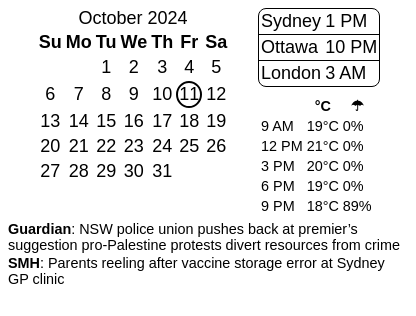 October 2024
Su Mo Tu We Th Fr Sa
1 2 3 4 5
6 7 8 9 10 11 12
13 14 15 16 17 18 19
20 21 22 23 24 25 26
27 28 29 30 31
Sydney 1 PM
Ottawa 10 PM
London 3 AM
°C ☂
9 AM 19°C 0%
12 PM 21°C 0%
3 PM 20°C 0%
6 PM 19°C 0%
9 PM 18°C 89%
Guardian: NSW police union pushes back at premier’s
suggestion pro-Palestine protests divert resources from crime
SMH: Parents reeling after vaccine storage error at Sydney
GP clinic